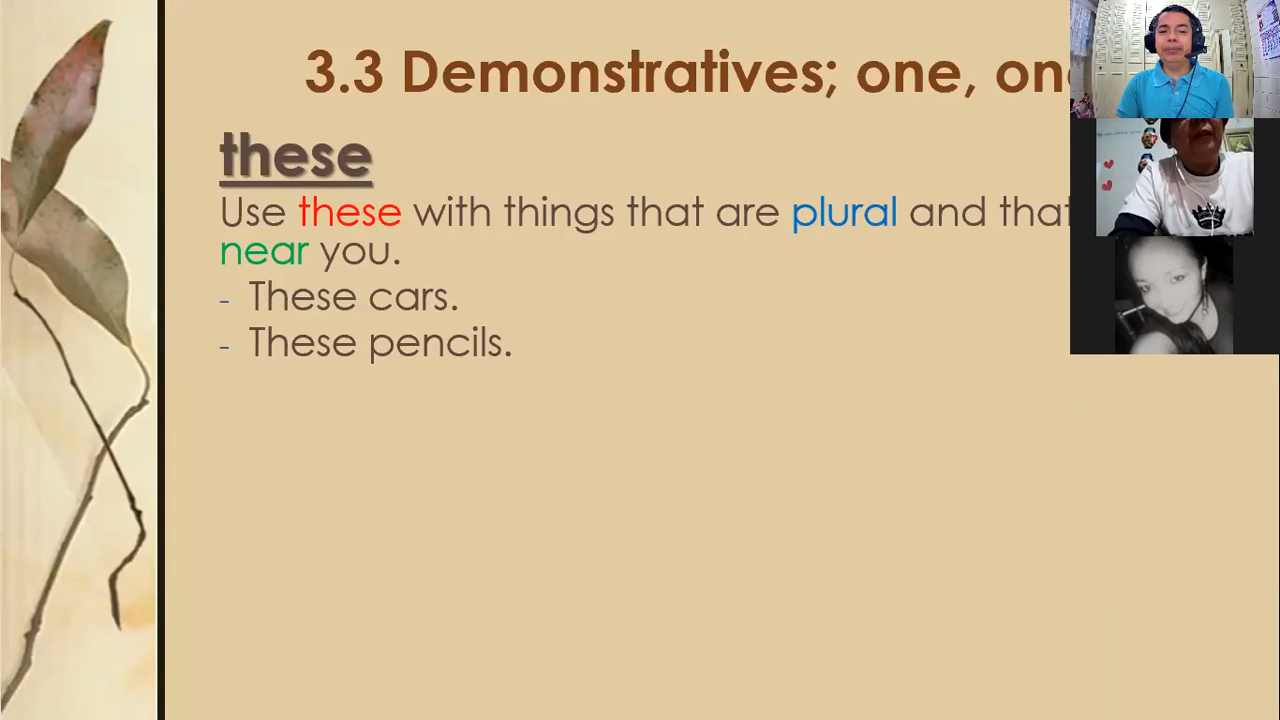 3.3 Demonstratives; one,
these
Use these with things that are plural and that
near you.
- These cars.
- These pencils.